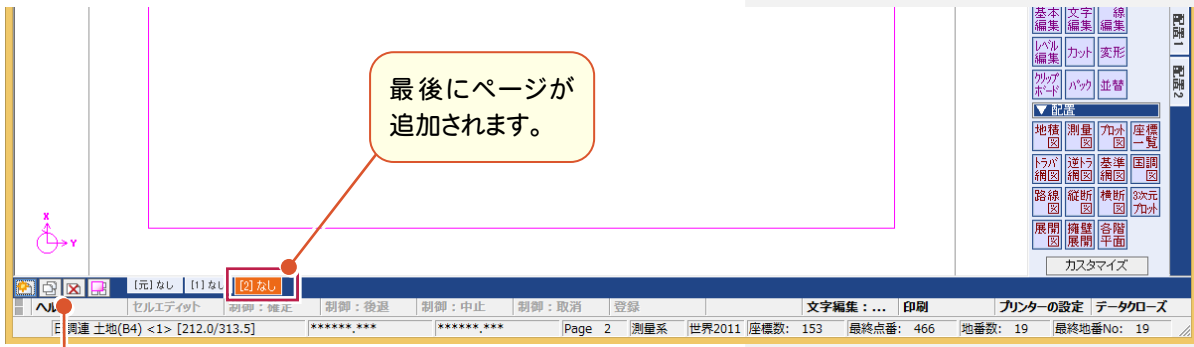 最後にページが
追加されます。
基本編集 文字編集 線編集
レベル編集 カット 変形
クリップボード パック 並替
▼ 配置
地積図 測量図 プロット図 座標一覧
トラバ網図 逆トラ網図 基準網図 国調図
路線図 縦断図 横断図 3次元プロット
展開図 擁壁展開 各階平面
カスタマイズ
配置1
配置2
X
Y
[元]なし [1]なし [2]なし
ヘル セルエディット 制御:確定 制御:後退 制御:中止 制御:取消 登録 文字編集:... 印刷 プリンターの設定 データクローズ
日調連 土地(B4) <1> [212.0/313.5] ******.*** ******.*** Page 2 測量系 世界2011 座標数: 153 最終点番: 466 地番数: 19 最終地番No: 19